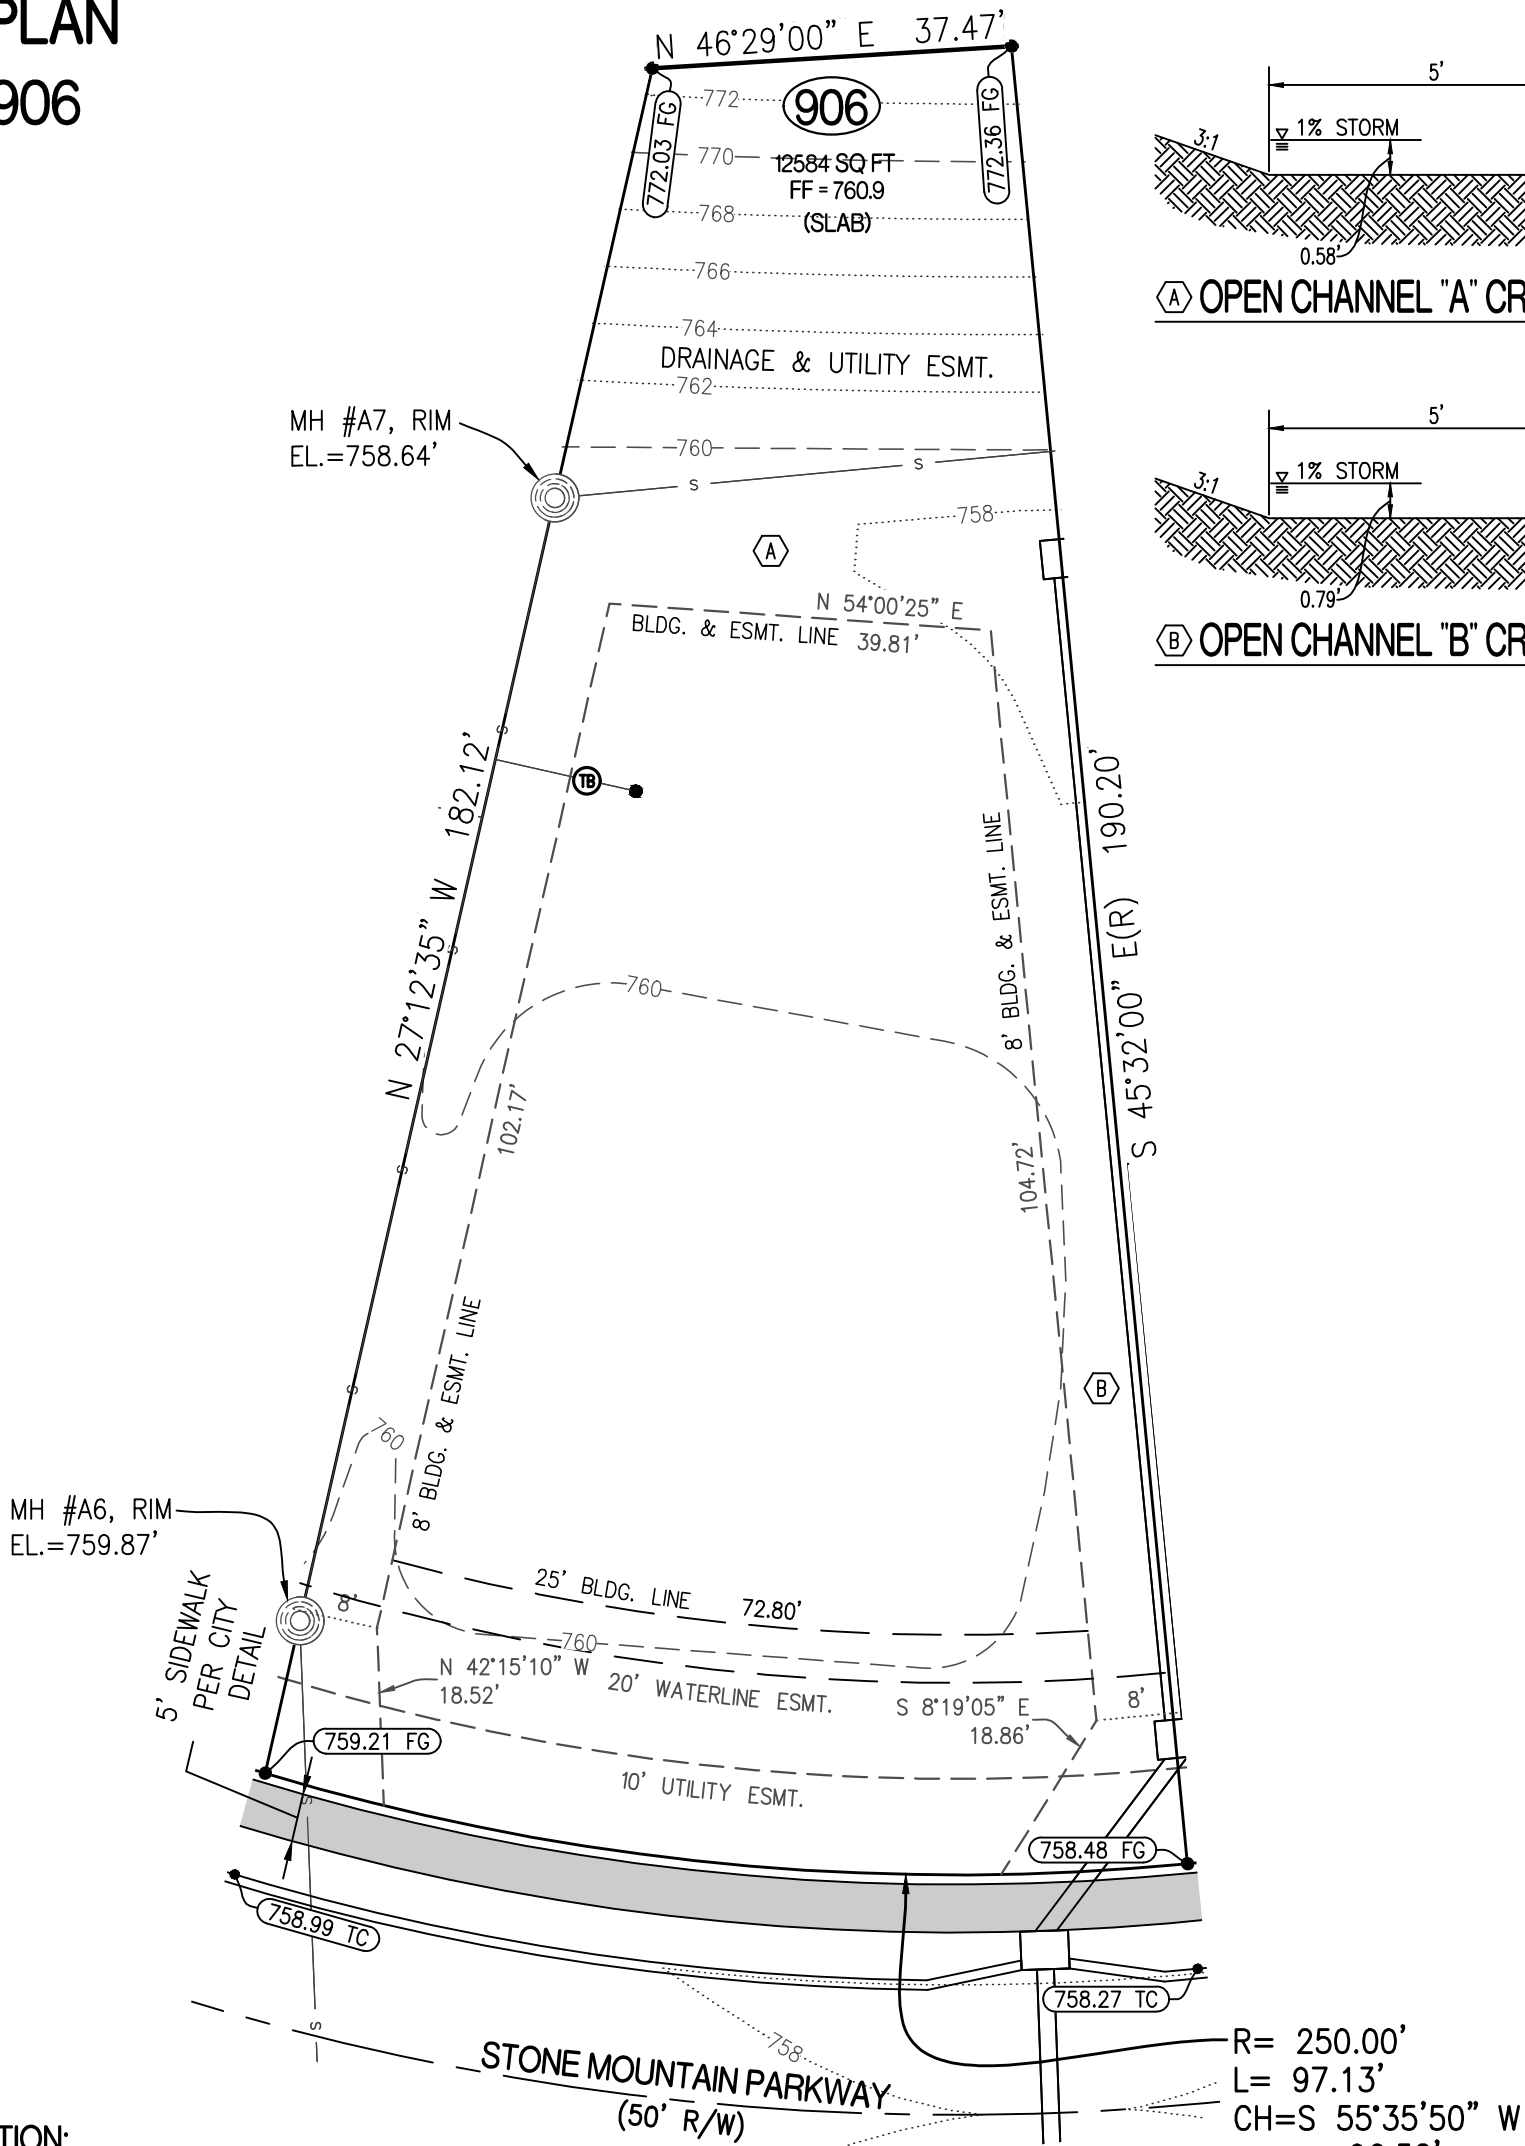 PLAN
906
N 46°29'00" E 37.47'
772.03 FG
772.36 FG
906
12584 SQ FT
FF = 760.9
(SLAB)
772
770
768
766
764
DRAINAGE & UTILITY ESMT.
762
760
S
S
758
MH #A7, RIM
EL.=758.64'
A
5'
1% STORM
3:1
0.58'
A OPEN CHANNEL "A" CR
5'
1% STORM
3:1
0.79'
B OPEN CHANNEL "B" CR
N 54°00'25" E
BLDG. & ESMT. LINE 39.81'
S
TB
N 27°12'35" W 182.12'
S
8' BLDG. & ESMT. LINE
S 45°32'00" E(R) 190.20'
760
102.17'
104.72'
S
8' BLDG. & ESMT. LINE
S
B
760
MH #A6, RIM
EL.=759.87'
5' SIDEWALK
PER CITY
DETAIL
8'
25' BLDG. LINE 72.80'
760
N 42°15'10" W
18.52'
20' WATERLINE ESMT.
S 8°19'05" E
18.86'
8'
759.21 FG
10' UTILITY ESMT.
S
758.48 FG
758.99 TC
758.27 TC
S
758
STONE MOUNTAIN PARKWAY
(50' R/W)
R= 250.00'
L= 97.13'
CH=S 55°35'50" W